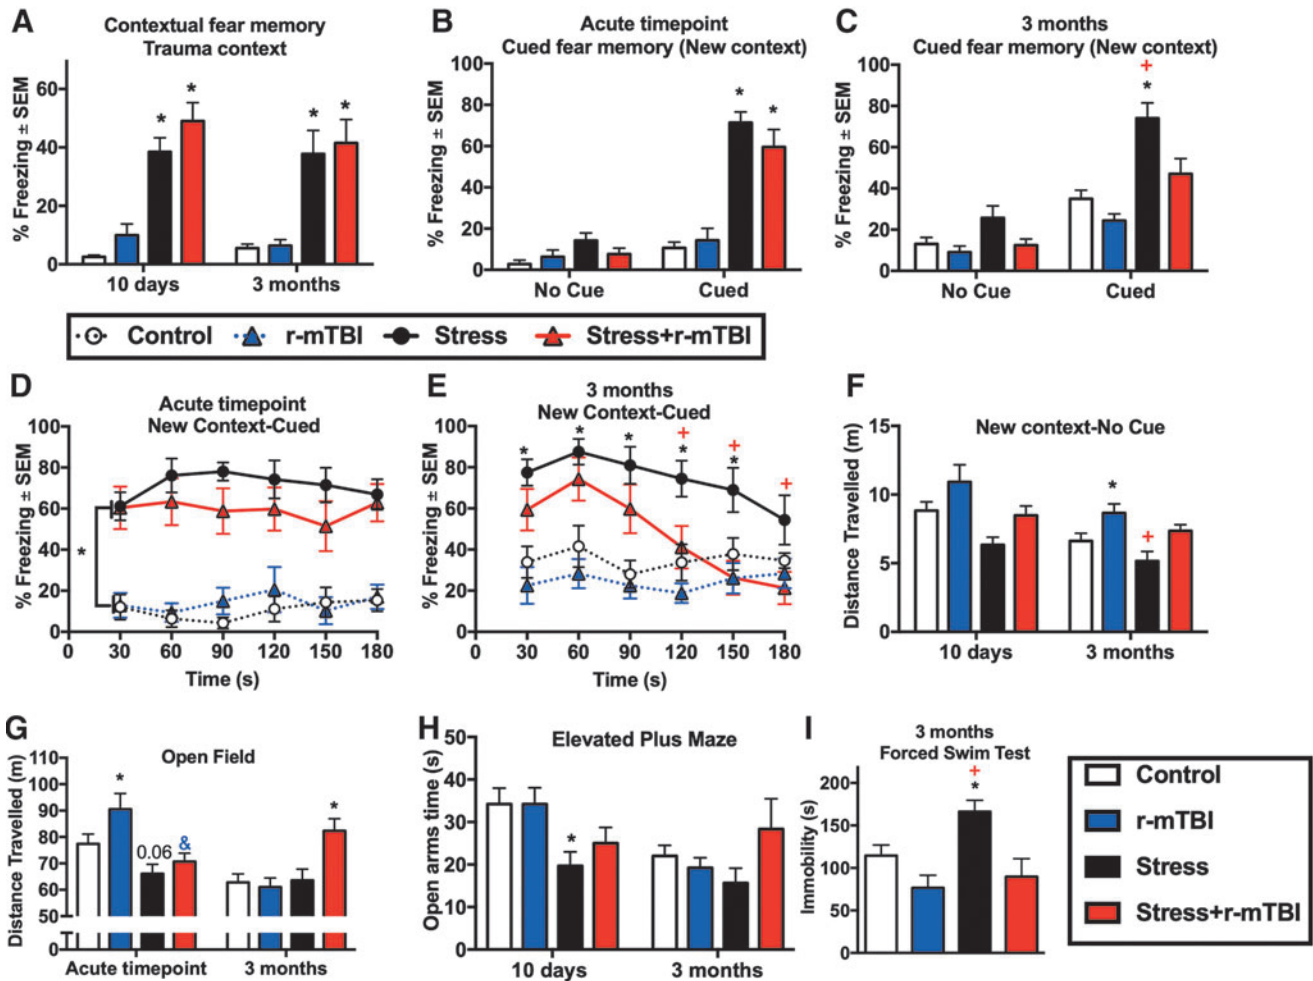 A
Contextual fear memory
Trauma context
% Freezing ± SEM
60
40
20
0
* * * *
10 days 3 months
B
Acute timepoint
Cued fear memory (New context)
% Freezing ± SEM
100
80
60
40
20
0
* *
No Cue Cued
C
3 months
Cued fear memory (New context)
% Freezing ± SEM
100
80
60
40
20
0
+
*
No Cue Cued
Control r-mTBI Stress Stress+r-mTBI
D
Acute timepoint
New Context-Cued
% Freezing ± SEM
100
80
60
40
20
0
*
0 30 60 90 120 150 180
Time (s)
E
3 months
New Context-Cued
% Freezing ± SEM
100
80
60
40
20
0
+ + +
* * * * *
0 30 60 90 120 150 180
Time (s)
F
New context-No Cue
Distance Travelled (m)
15
10
5
0
* +
10 days 3 months
G
Open Field
Distance Travelled (m)
110
100
90
80
70
60
50
0
* 0.06 & *
Acute timepoint 3 months
H
Elevated Plus Maze
Open arms time (s)
50
40
30
20
10
0
*
10 days 3 months
I
3 months
Forced Swim Test
Immobility (s)
200
150
100
50
0
+
*
Control
r-mTBI
Stress
Stress+r-mTBI